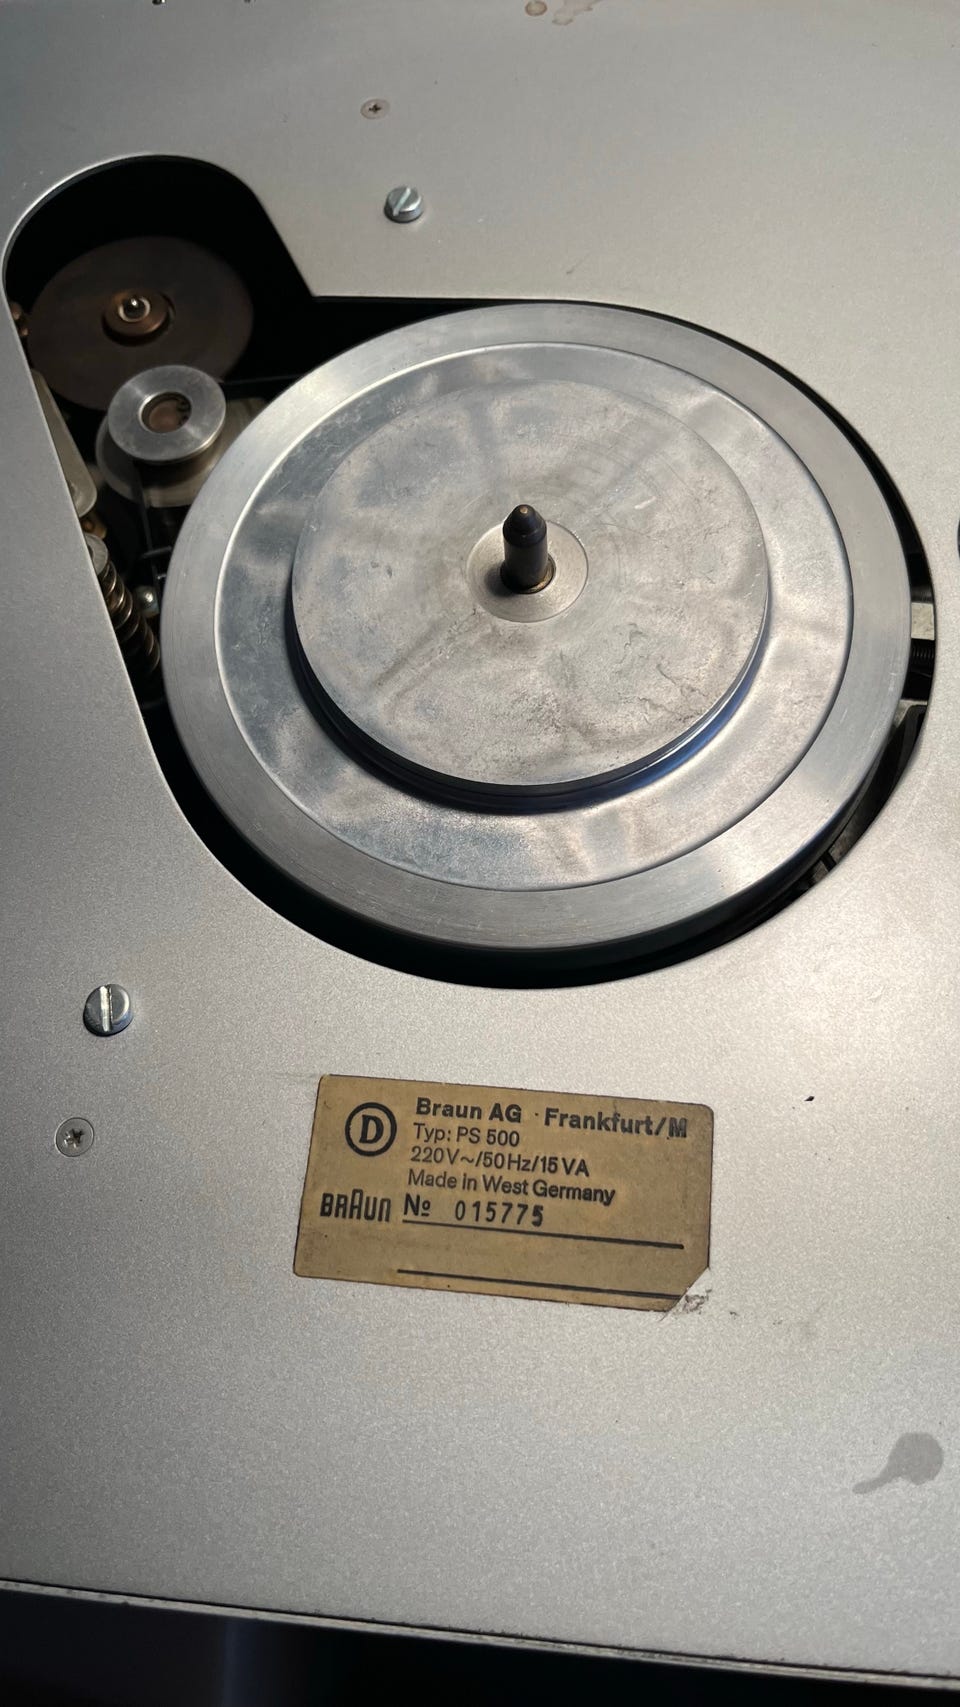 D
Braun AG · Frankfurt/M
Typ: PS 500
220V~/50Hz/15VA
Made in West Germany
BRAUN № 015775